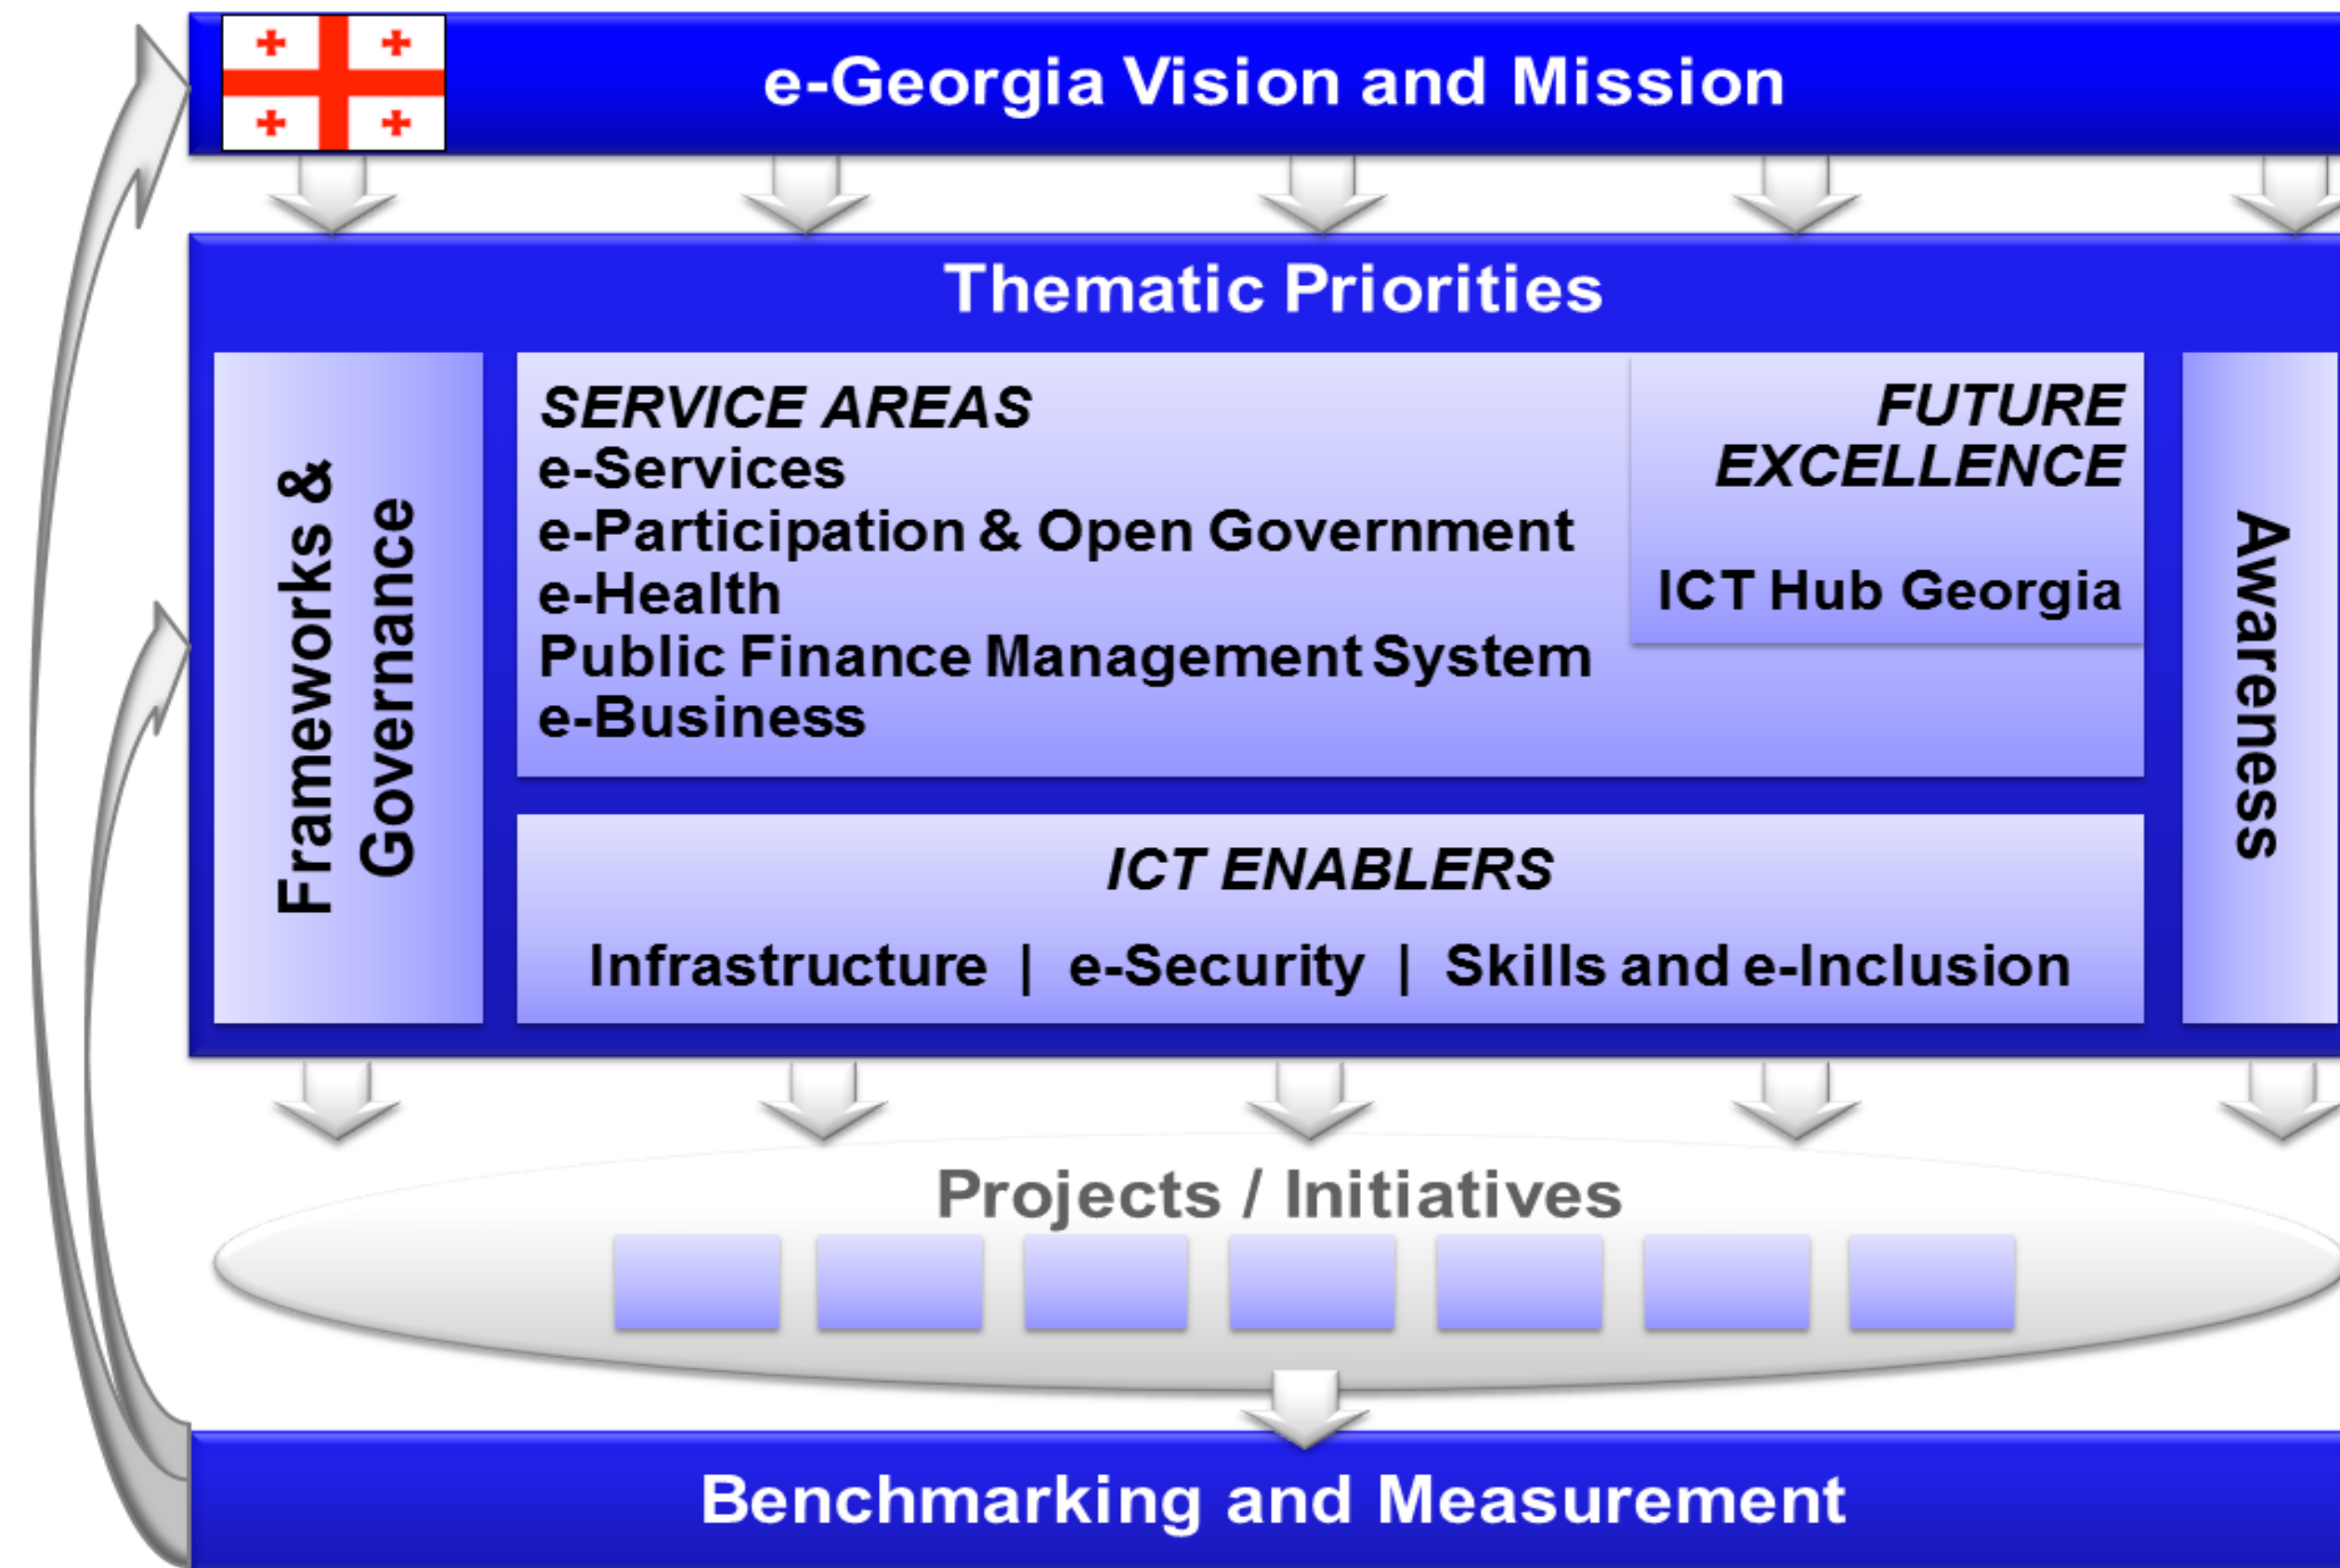 e-Georgia Vision and Mission
Thematic Priorities
Frameworks &
Governance
SERVICE AREAS
e-Services
e-Participation & Open Government
e-Health
Public Finance Management System
e-Business
FUTURE
EXCELLENCE
ICT Hub Georgia
Awareness
ICT ENABLERS
Infrastructure | e-Security | Skills and e-Inclusion
Projects / Initiatives
Benchmarking and Measurement